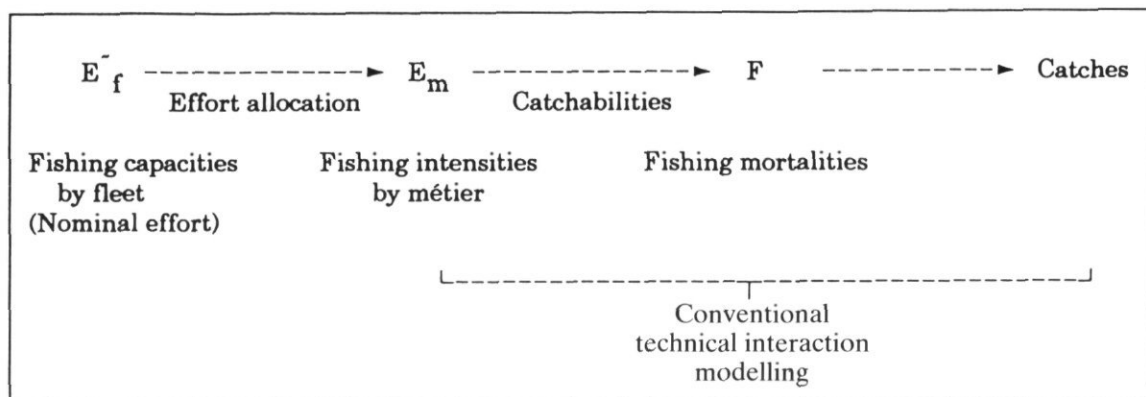 E˜f E_m F Catches
Effort allocation Catchabilities
Fishing capacities Fishing intensities Fishing mortalities
by fleet by métier
(Nominal effort)
Conventional
technical interaction
modelling